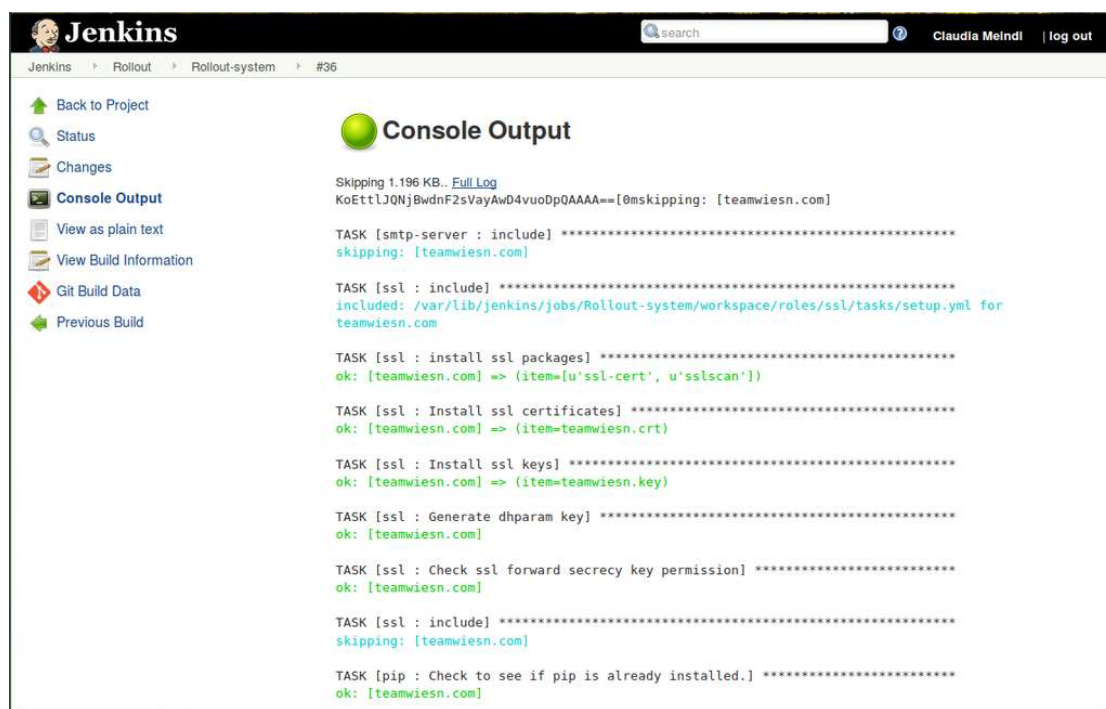 Jenkins
search
?
Claudia Meindl
| log out
Jenkins
Rollout
Rollout-system
#36
Back to Project
Status
Changes
Console Output
View as plain text
View Build Information
Git Build Data
Previous Build
Console Output
Skipping 1.196 KB.. Full Log
KoEttlJQNjBwdnF2sVayAwD4vuoDpQAAAA==[0mskipping: [teamwiesn.com]
TASK [smtp-server : include] ***************************************************
skipping: [teamwiesn.com]
TASK [ssl : include] ***********************************************************
included: /var/lib/jenkins/jobs/Rollout-system/workspace/roles/ssl/tasks/setup.yml for
teamwiesn.com
TASK [ssl : install ssl packages] **********************************************
ok: [teamwiesn.com] => (item=[u'ssl-cert', u'sslscan'])
TASK [ssl : Install ssl certificates] ******************************************
ok: [teamwiesn.com] => (item=teamwiesn.crt)
TASK [ssl : Install ssl keys] **************************************************
ok: [teamwiesn.com] => (item=teamwiesn.key)
TASK [ssl : Generate dhparam key] **********************************************
ok: [teamwiesn.com]
TASK [ssl : Check ssl forward secrecy key permission] **************************
ok: [teamwiesn.com]
TASK [ssl : include] ***********************************************************
skipping: [teamwiesn.com]
TASK [pip : Check to see if pip is already installed.] *************************
ok: [teamwiesn.com]